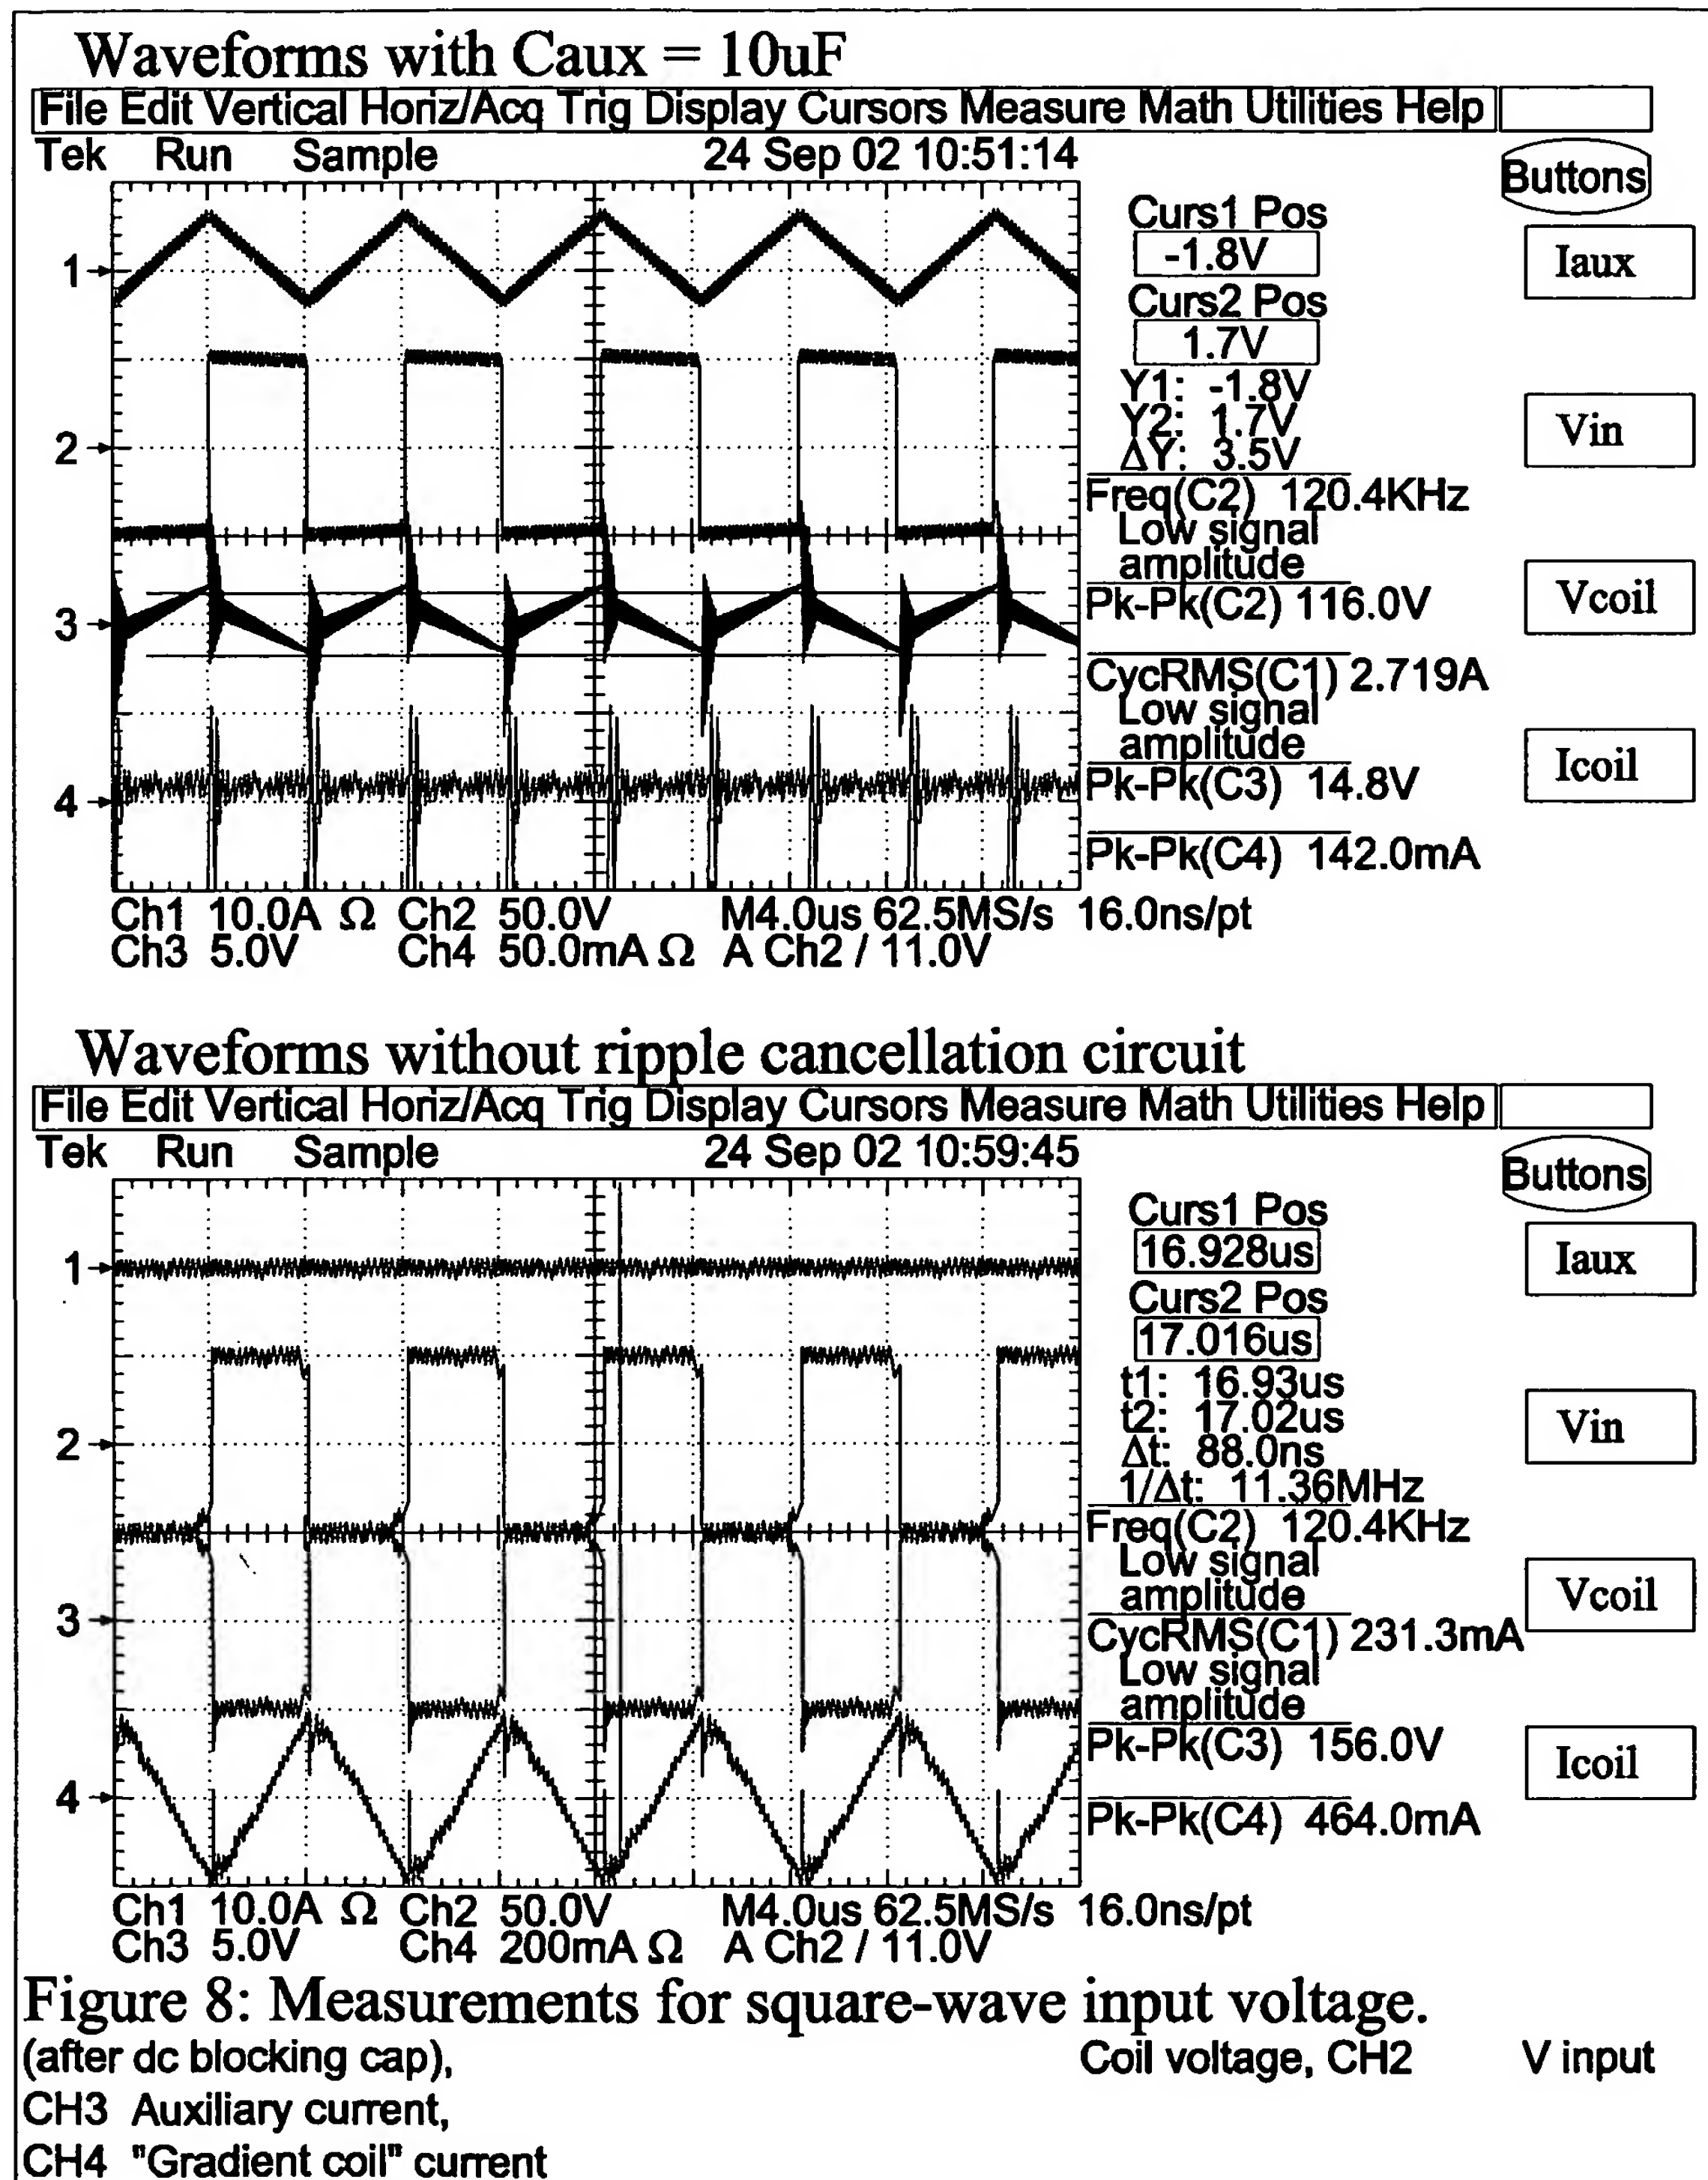 Waveforms with Caux = 10uF
File Edit Vertical Horiz/Acq Trig Display Cursors Measure Math Utilities Help
Tek Run Sample 24 Sep 02 10:51:14
Buttons
Curs1 Pos
-1.8V
Curs2 Pos
1.7V
Y1: -1.8V
Y2: 1.7V
ΔY: 3.5V
Freq(C2) 120.4KHz
Low signal
amplitude
Pk-Pk(C2) 116.0V
CycRMS(C1) 2.719A
Low signal
amplitude
Pk-Pk(C3) 14.8V
Pk-Pk(C4) 142.0mA
Iaux
Vin
Vcoil
Icoil
1
2
3
4
Ch1 10.0A Ω Ch2 50.0V M4.0us 62.5MS/s 16.0ns/pt
Ch3 5.0V Ch4 50.0mA Ω A Ch2 / 11.0V
Waveforms without ripple cancellation circuit
File Edit Vertical Horiz/Acq Trig Display Cursors Measure Math Utilities Help
Tek Run Sample 24 Sep 02 10:59:45
Buttons
Curs1 Pos
16.928us
Curs2 Pos
17.016us
t1: 16.93us
t2: 17.02us
Δt: 88.0ns
1/Δt: 11.36MHz
Freq(C2) 120.4KHz
Low signal
amplitude
CycRMS(C1) 231.3mA
Low signal
amplitude
Pk-Pk(C3) 156.0V
Pk-Pk(C4) 464.0mA
Iaux
Vin
Vcoil
Icoil
1
2
3
4
Ch1 10.0A Ω Ch2 50.0V M4.0us 62.5MS/s 16.0ns/pt
Ch3 5.0V Ch4 200mA Ω A Ch2 / 11.0V
Figure 8: Measurements for square-wave input voltage.
(after dc blocking cap), Coil voltage, CH2 V input
CH3 Auxiliary current,
CH4 "Gradient coil" current